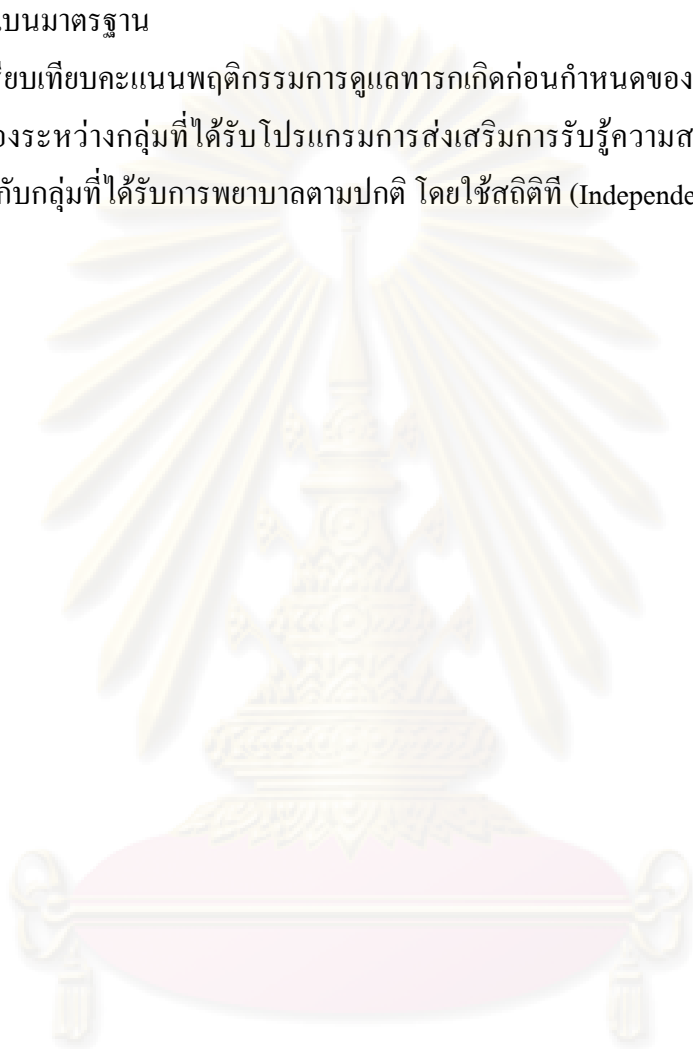 บนมาตรฐาน
ียบเทียบคะแนนพฤติกรรมการดูแลทารกเกิดก่อนกำหนดของ
องระหว่างกลุ่มที่ได้รับโปรแกรมการส่งเสริมการรับรู้ความส
กับกลุ่มที่ได้รับการพยาบาลตามปกติ โดยใช้สถิติที (Independe